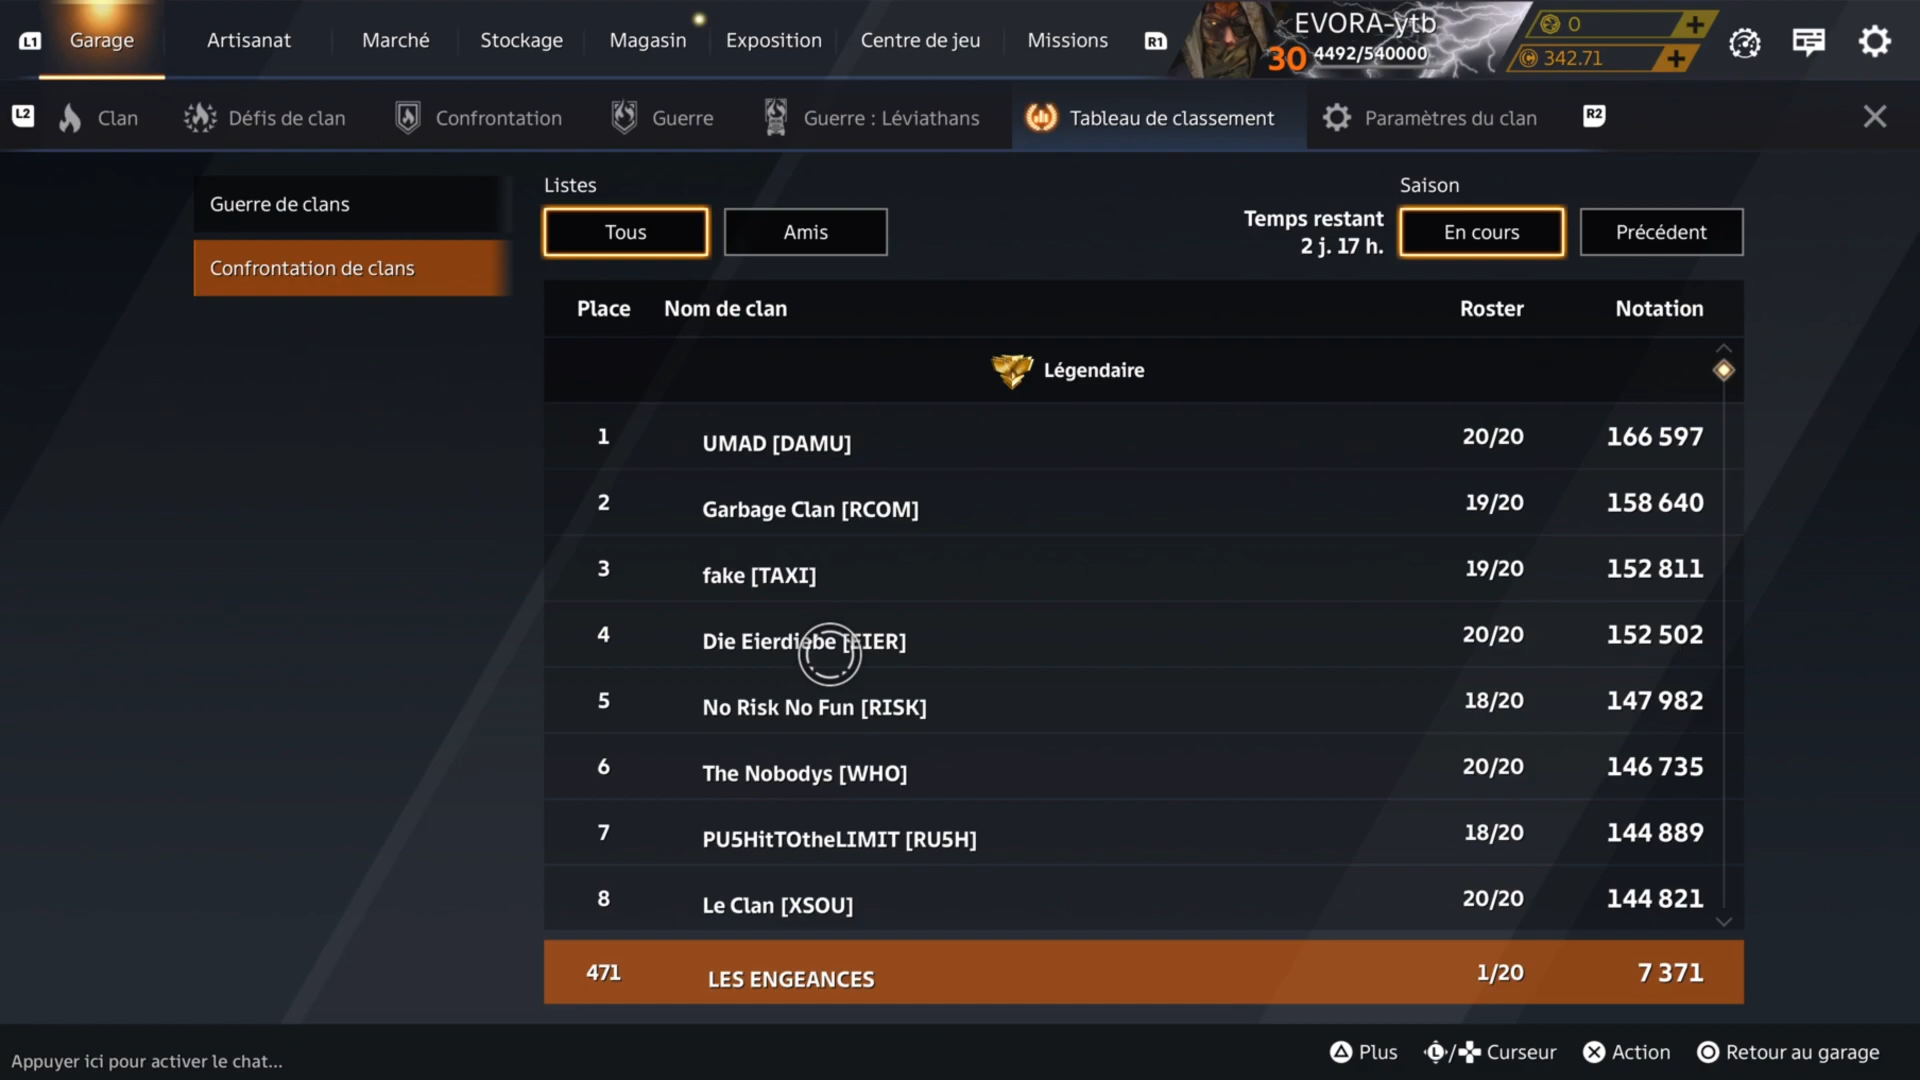 L1 Garage Artisanat Marché Stockage Magasin Exposition Centre de jeu Missions R1
EVORA-ytb
30 4492/540000
0
342.71
L2 Clan Défis de clan Confrontation Guerre Guerre : Léviathans Tableau de classement Paramètres du clan R2
Guerre de clans
Confrontation de clans
Listes
Tous Amis
Temps restant
2 j. 17 h.
Saison
En cours Précédent
Place Nom de clan Roster Notation
Légendaire
1 UMAD [DAMU] 20/20 166 597
2 Garbage Clan [RCOM] 19/20 158 640
3 fake [TAXI] 19/20 152 811
4 Die Eierdiebe [EIER] 20/20 152 502
5 No Risk No Fun [RISK] 18/20 147 982
6 The Nobodys [WHO] 20/20 146 735
7 PU5HitTOtheLIMIT [RU5H] 18/20 144 889
8 Le Clan [XSOU] 20/20 144 821
471 LES ENGEANCES 1/20 7 371
Appuyer ici pour activer le chat...
Plus L/ Curseur Action Retour au garage